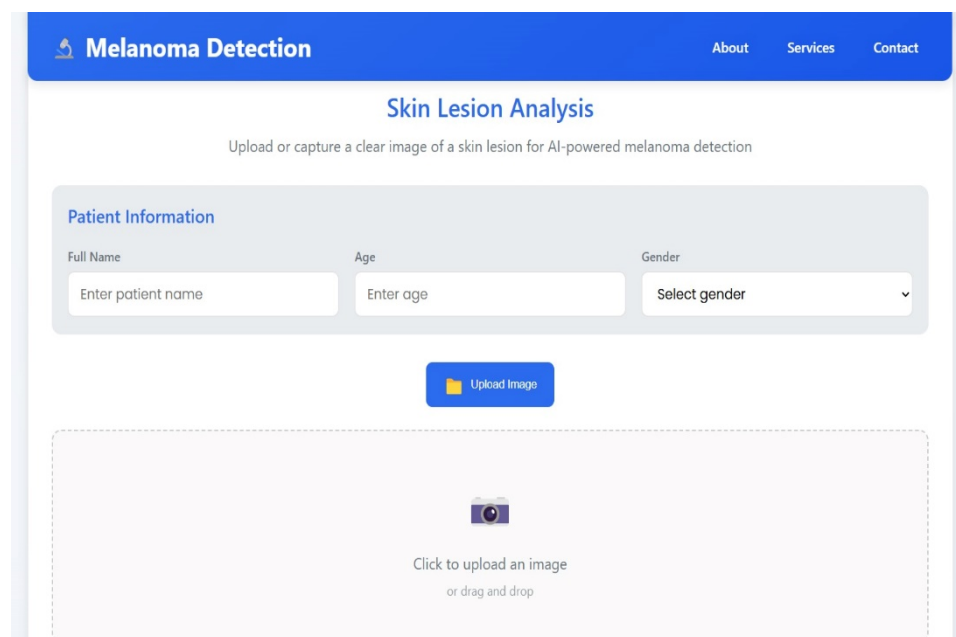 Melanoma Detection
About Services Contact
Skin Lesion Analysis
Upload or capture a clear image of a skin lesion for AI-powered melanoma detection
Patient Information
Full Name Age Gender
Enter patient name Enter age Select gender
Upload Image
Click to upload an image
or drag and drop